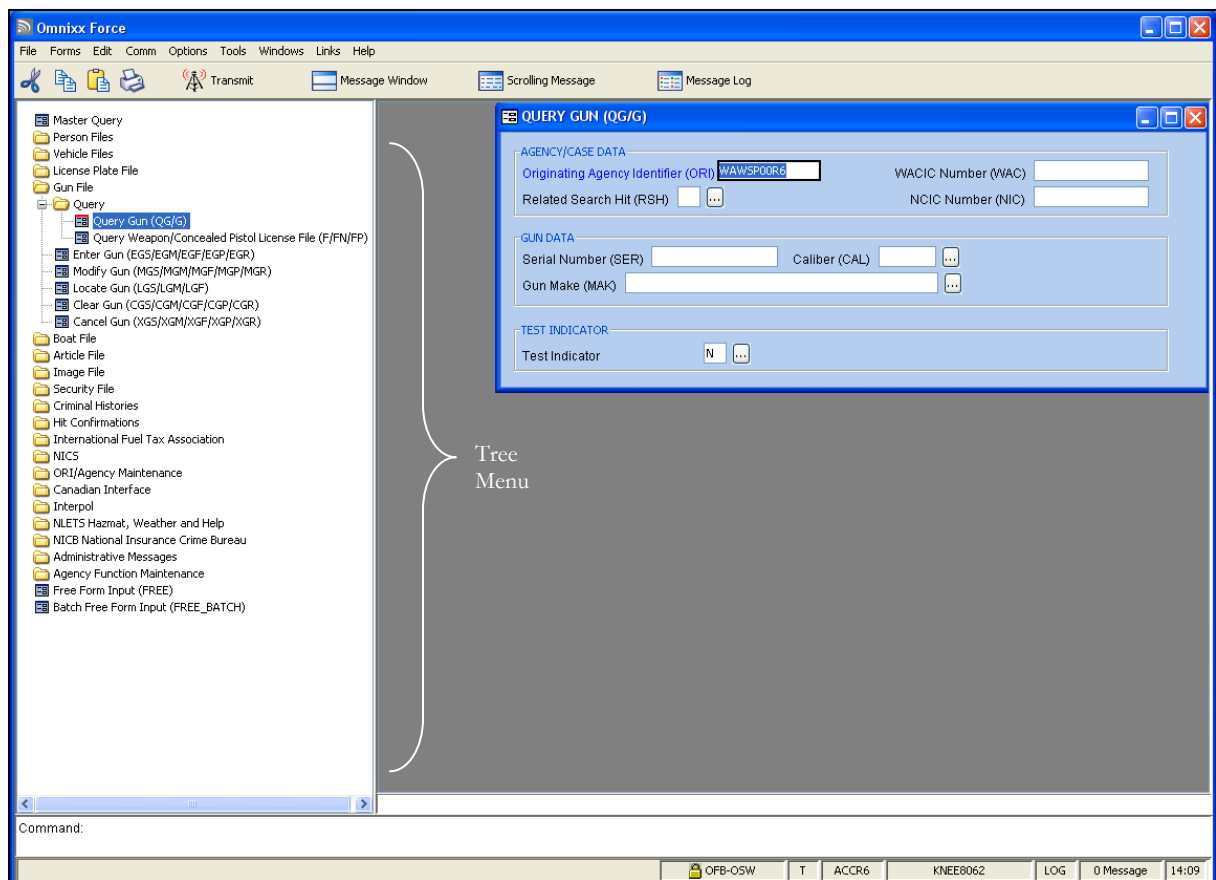 Omnixx Force
File Forms Edit Comm Options Tools Windows Links Help
Transmit Message Window Scrolling Message Message Log
Master Query
Person Files
Vehicle Files
License Plate File
Gun File
Query
Query Gun (QG/G)
Query Weapon/Concealed Pistol License File (F/FN/FP)
Enter Gun (EGS/EGM/EGF/EGP/EGR)
Modify Gun (MGS/MGM/MGF/MGP/MGR)
Locate Gun (LGS/LGM/LGF)
Clear Gun (CGS/CGM/CGF/CGP/CGR)
Cancel Gun (XGS/XGM/XGF/XGP/XGR)
Boat File
Article File
Image File
Security File
Criminal Histories
Hit Confirmations
International Fuel Tax Association
NICS
ORI/Agency Maintenance
Canadian Interface
Interpol
NLETS Hazmat, Weather and Help
NICB National Insurance Crime Bureau
Administrative Messages
Agency Function Maintenance
Free Form Input (FREE)
Batch Free Form Input (FREE_BATCH)
Tree
Menu
QUERY GUN (QG/G)
AGENCY/CASE DATA
Originating Agency Identifier (ORI) WAWSP00R6 WACIC Number (WAC)
Related Search Hit (RSH) ... NCIC Number (NIC)
GUN DATA
Serial Number (SER) Caliber (CAL) ...
Gun Make (MAK) ...
TEST INDICATOR
Test Indicator N ...
Command:
OFB-OSW T ACCR6 KNEE8062 LOG 0 Message 14:09